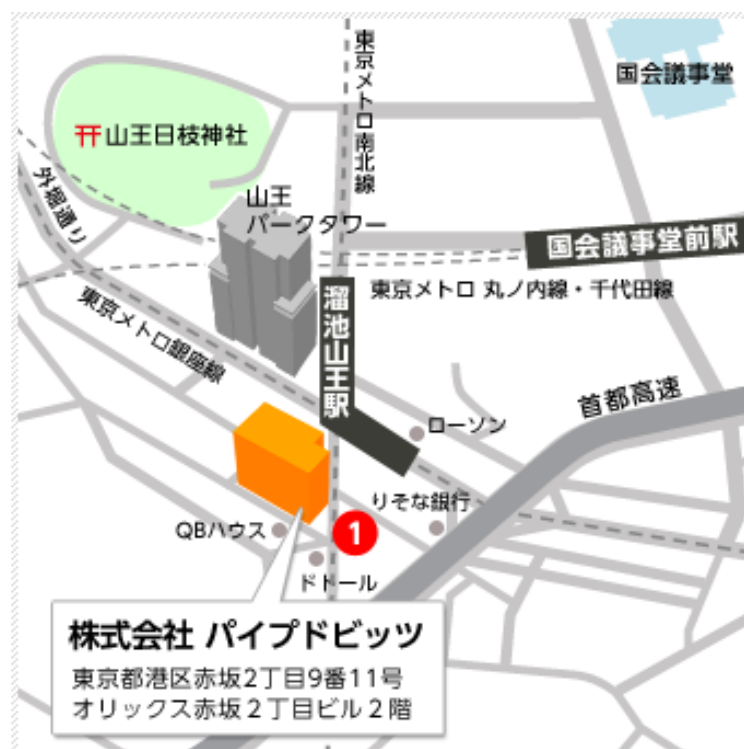 国会議事堂
東京メトロ南北線
山王日枝神社
外堀通り
山王
パークタワー
国会議事堂前駅
東京メトロ 丸ノ内線・千代田線
溜池山王駅
東京メトロ銀座線
首都高速
ローソン
りそな銀行
QBハウス
1
ドトール
株式会社 パイプドビッツ
東京都港区赤坂2丁目9番11号
オリックス赤坂2丁目ビル2階